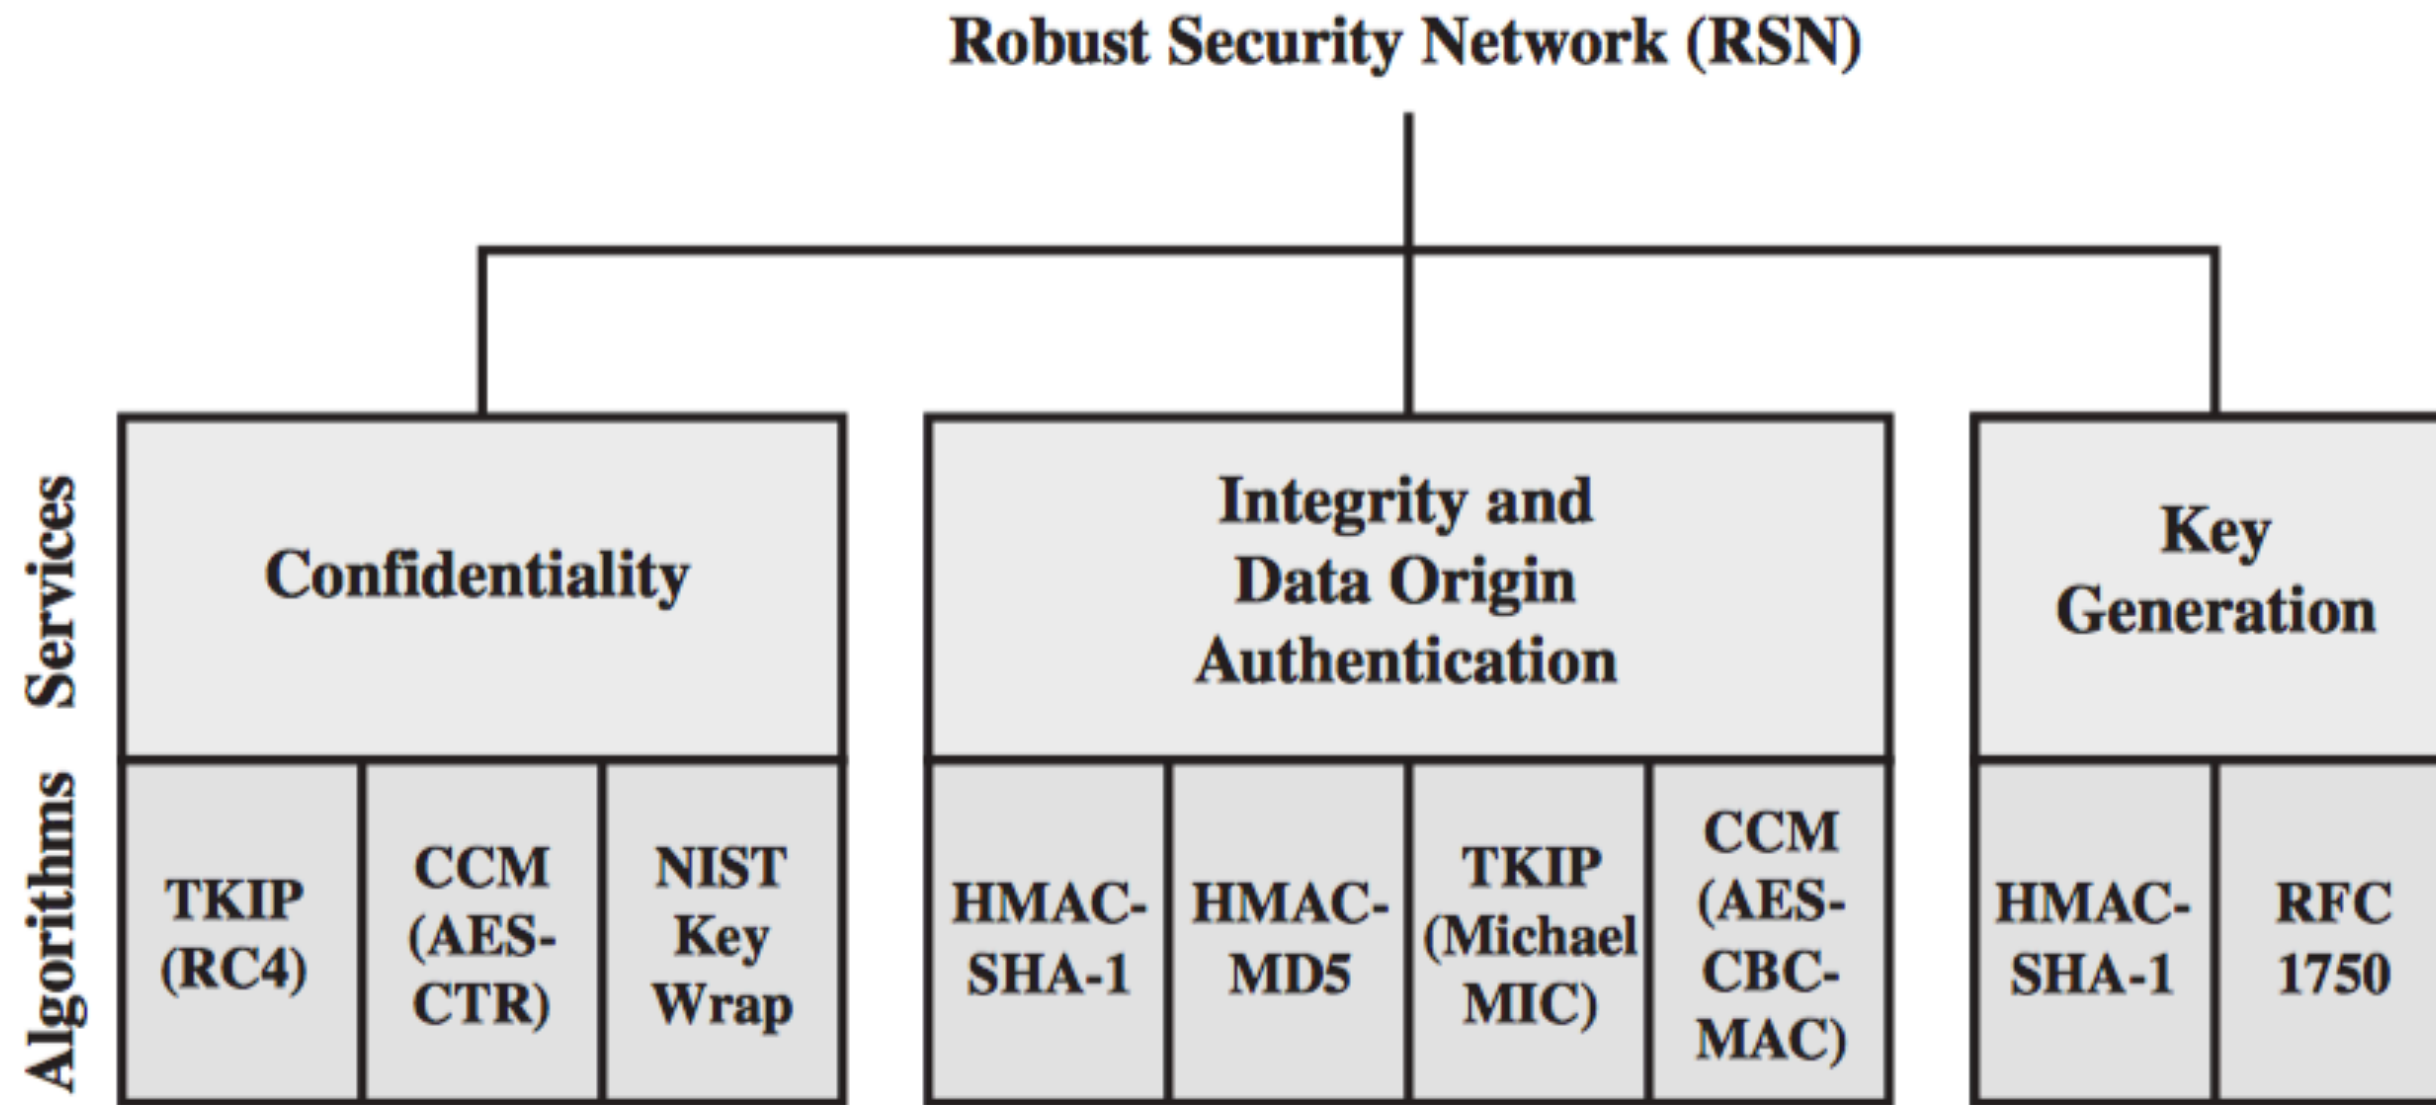 Robust Security Network (RSN)
Services
Confidentiality
Integrity and
Data Origin
Authentication
Key
Generation
Algorithms
TKIP
(RC4)
CCM
(AES-
CTR)
NIST
Key
Wrap
HMAC-
SHA-1
HMAC-
MD5
TKIP
(Michael
MIC)
CCM
(AES-
CBC-
MAC)
HMAC-
SHA-1
RFC
1750